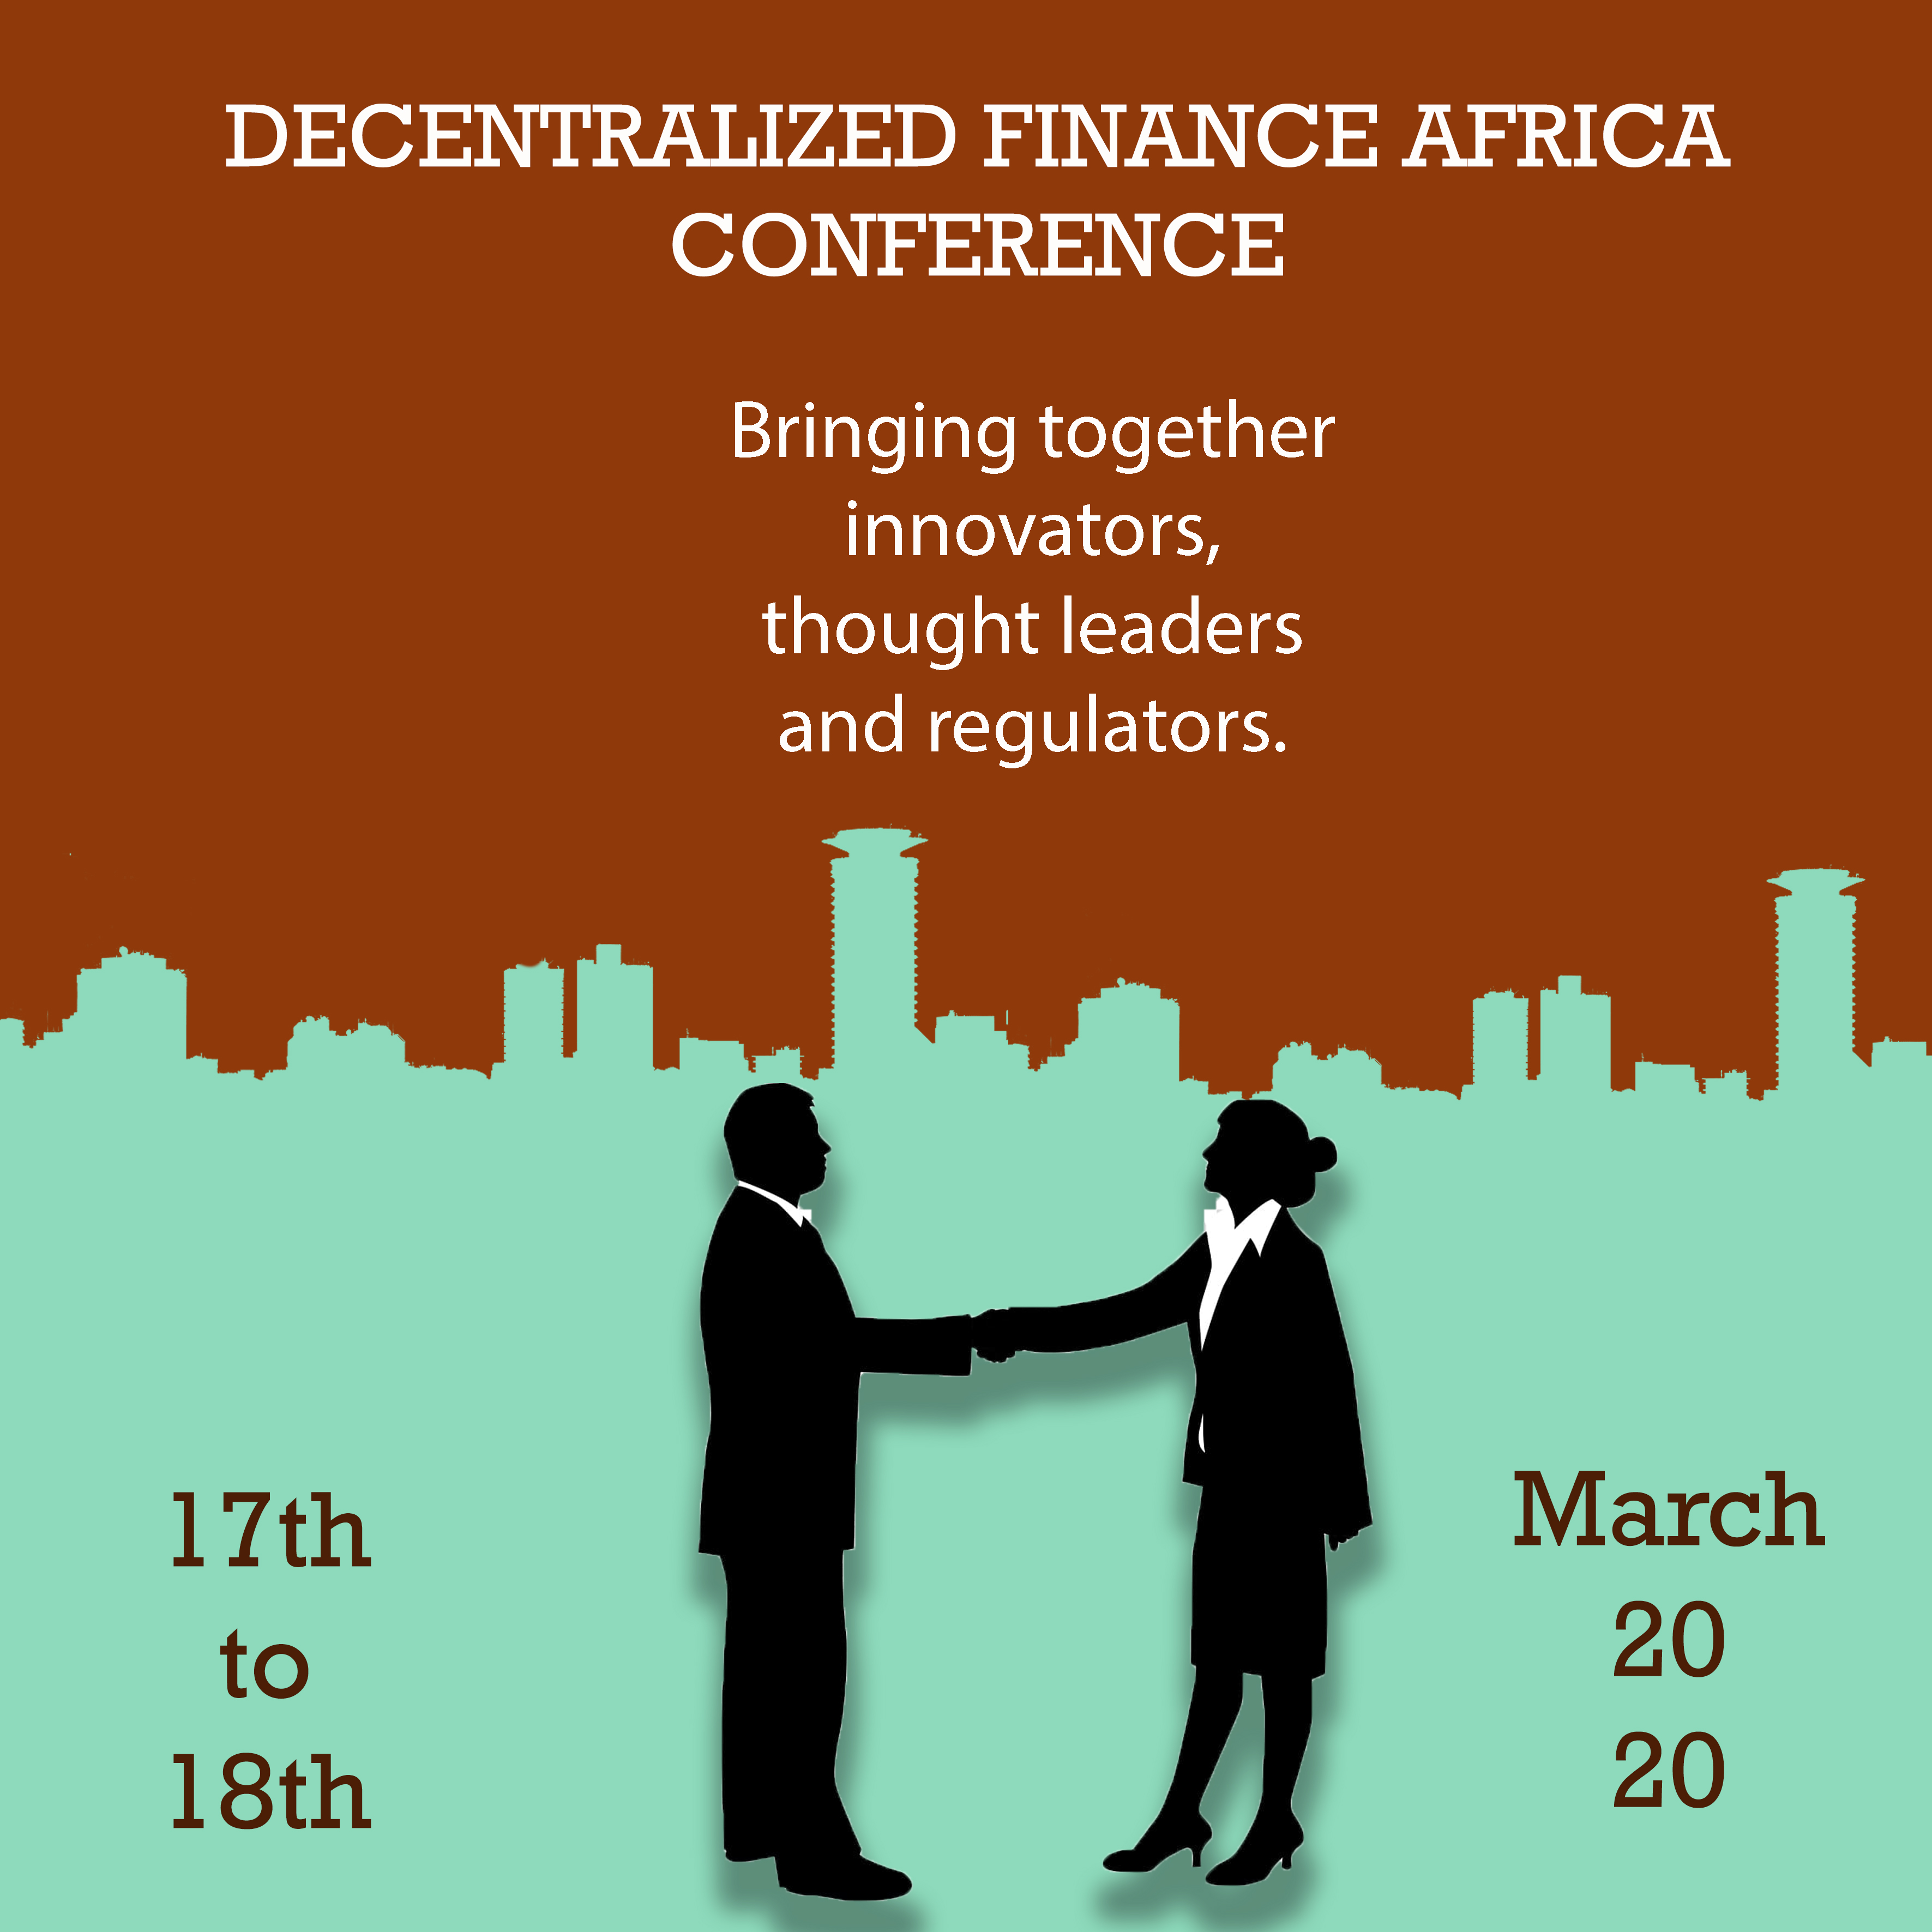 DECENTRALIZED FINANCE AFRICA
CONFERENCE
Bringing together
innovators,
thought leaders
and regulators.
17th
to
18th
March
20
20